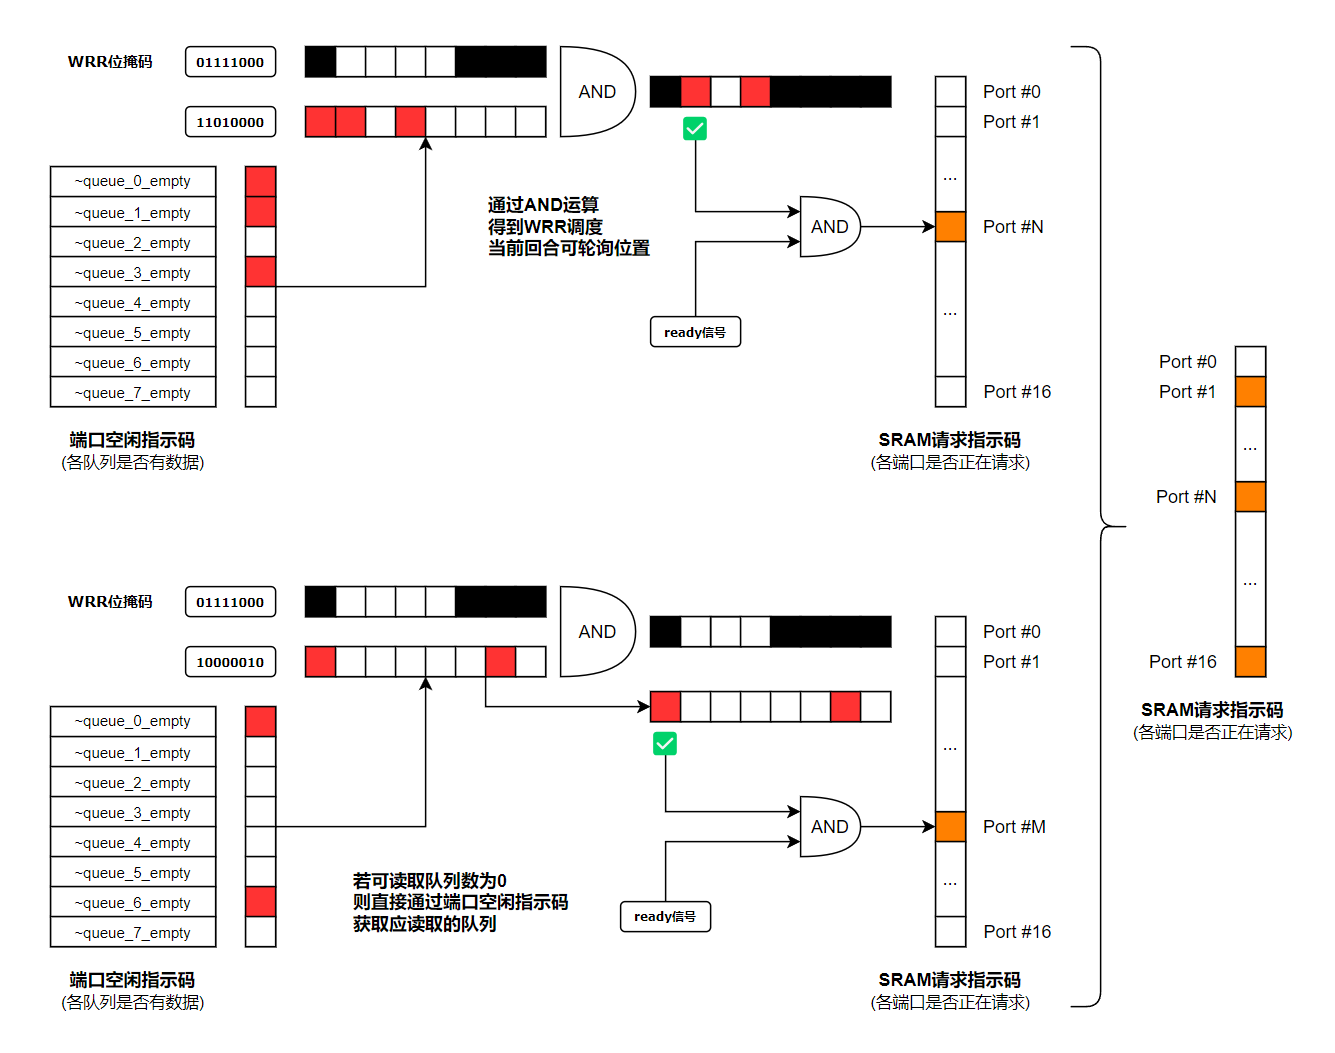 WRR位掩码
01111000
AND
11010000
Port #0
Port #1
...
Port #N
...
Port #16
~queue_0_empty
~queue_1_empty
~queue_2_empty
~queue_3_empty
~queue_4_empty
~queue_5_empty
~queue_6_empty
~queue_7_empty
通过AND运算
得到WRR调度
当前回合可轮询位置
AND
ready信号
端口空闲指示码
(各队列是否有数据)
SRAM请求指示码
(各端口是否正在请求)
WRR位掩码
01111000
AND
10000010
Port #0
Port #1
...
Port #M
...
Port #16
~queue_0_empty
~queue_1_empty
~queue_2_empty
~queue_3_empty
~queue_4_empty
~queue_5_empty
~queue_6_empty
~queue_7_empty
AND
若可读取队列数为0
则直接通过端口空闲指示码
获取应读取的队列
ready信号
端口空闲指示码
(各队列是否有数据)
SRAM请求指示码
(各端口是否正在请求)
Port #0
Port #1
...
Port #N
...
Port #16
SRAM请求指示码
(各端口是否正在请求)